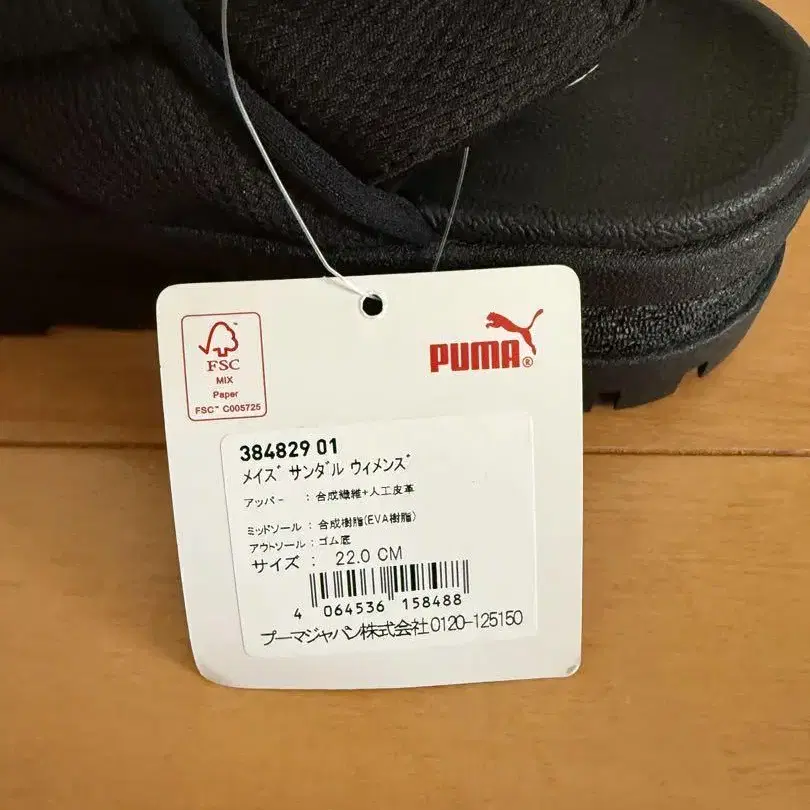 FSC
MIX
Paper
FSC™ C005725
PUMA®
384829 01
メイズ サンダル ウィメンズ
アッパー : 合成繊維+人工皮革
ミッドソール : 合成樹脂(EVA樹脂)
アウトソール : ゴム底
サイズ : 22.0 CM
4 064536 158488
プーマジャパン株式会社0120-125150